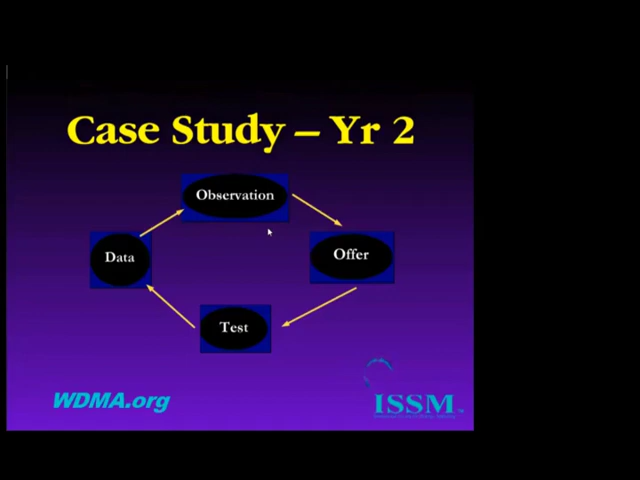 Case Study – Yr 2
Observation
Data
Offer
Test
WDMA.org
ISSM